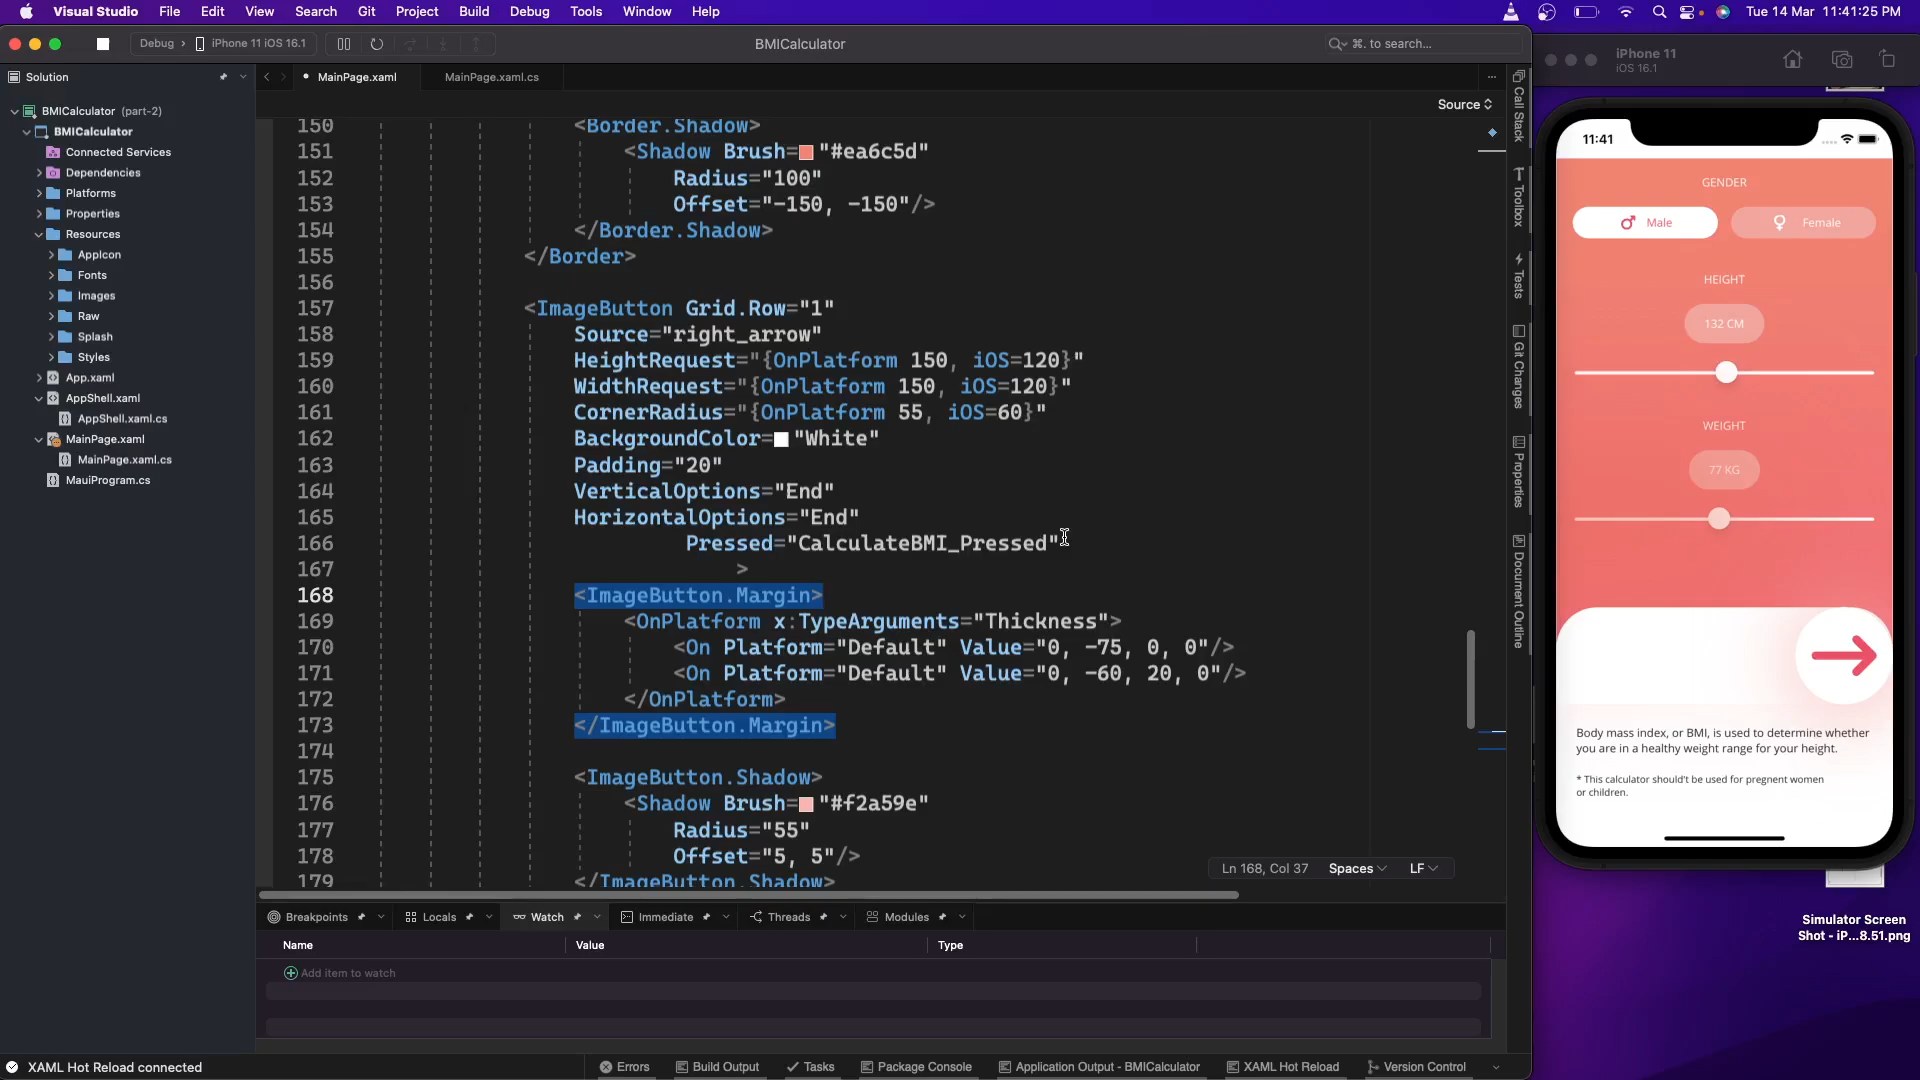 Visual Studio File Edit View Search Git Project Build Debug Tools Window Help Tue 14 Mar 11:41:25 PM
Debug › iPhone 11 iOS 16.1 BMICalculator ⌘. to search...
iPhone 11
iOS 16.1
Solution
MainPage.xaml MainPage.xaml.cs
Source
BMICalculator (part-2)
BMICalculator
Connected Services
Dependencies
Platforms
Properties
Resources
AppIcon
Fonts
Images
Raw
Splash
Styles
App.xaml
AppShell.xaml
AppShell.xaml.cs
MainPage.xaml
MainPage.xaml.cs
MauiProgram.cs
150 <Border.Shadow>
151 <Shadow Brush="#ea6c5d"
152 Radius="100"
153 Offset="-150, -150"/>
154 </Border.Shadow>
155 </Border>
156
157 <ImageButton Grid.Row="1"
158 Source="right_arrow"
159 HeightRequest="{OnPlatform 150, iOS=120}"
160 WidthRequest="{OnPlatform 150, iOS=120}"
161 CornerRadius="{OnPlatform 55, iOS=60}"
162 BackgroundColor="White"
163 Padding="20"
164 VerticalOptions="End"
165 HorizontalOptions="End"
166 Pressed="CalculateBMI_Pressed"
167 >
168 <ImageButton.Margin>
169 <OnPlatform x:TypeArguments="Thickness">
170 <On Platform="Default" Value="0, -75, 0, 0"/>
171 <On Platform="Default" Value="0, -60, 20, 0"/>
172 </OnPlatform>
173 </ImageButton.Margin>
174
175 <ImageButton.Shadow>
176 <Shadow Brush="#f2a59e"
177 Radius="55"
178 Offset="5, 5"/>
179 </ImageButton.Shadow>
Ln 168, Col 37 Spaces LF
Call Stack
Toolbox
Tests
Git Changes
Properties
Document Outline
Breakpoints Locals Watch Immediate Threads Modules
Name Value Type
Add item to watch
XAML Hot Reload connected
Errors Build Output Tasks Package Console Application Output - BMICalculator XAML Hot Reload Version Control
11:41
GENDER
Male Female
HEIGHT
132 CM
WEIGHT
77 KG
Body mass index, or BMI, is used to determine whether
you are in a healthy weight range for your height.
* This calculator should't be used for pregnent women
or children.
Simulator Screen
Shot - iP...8.51.png